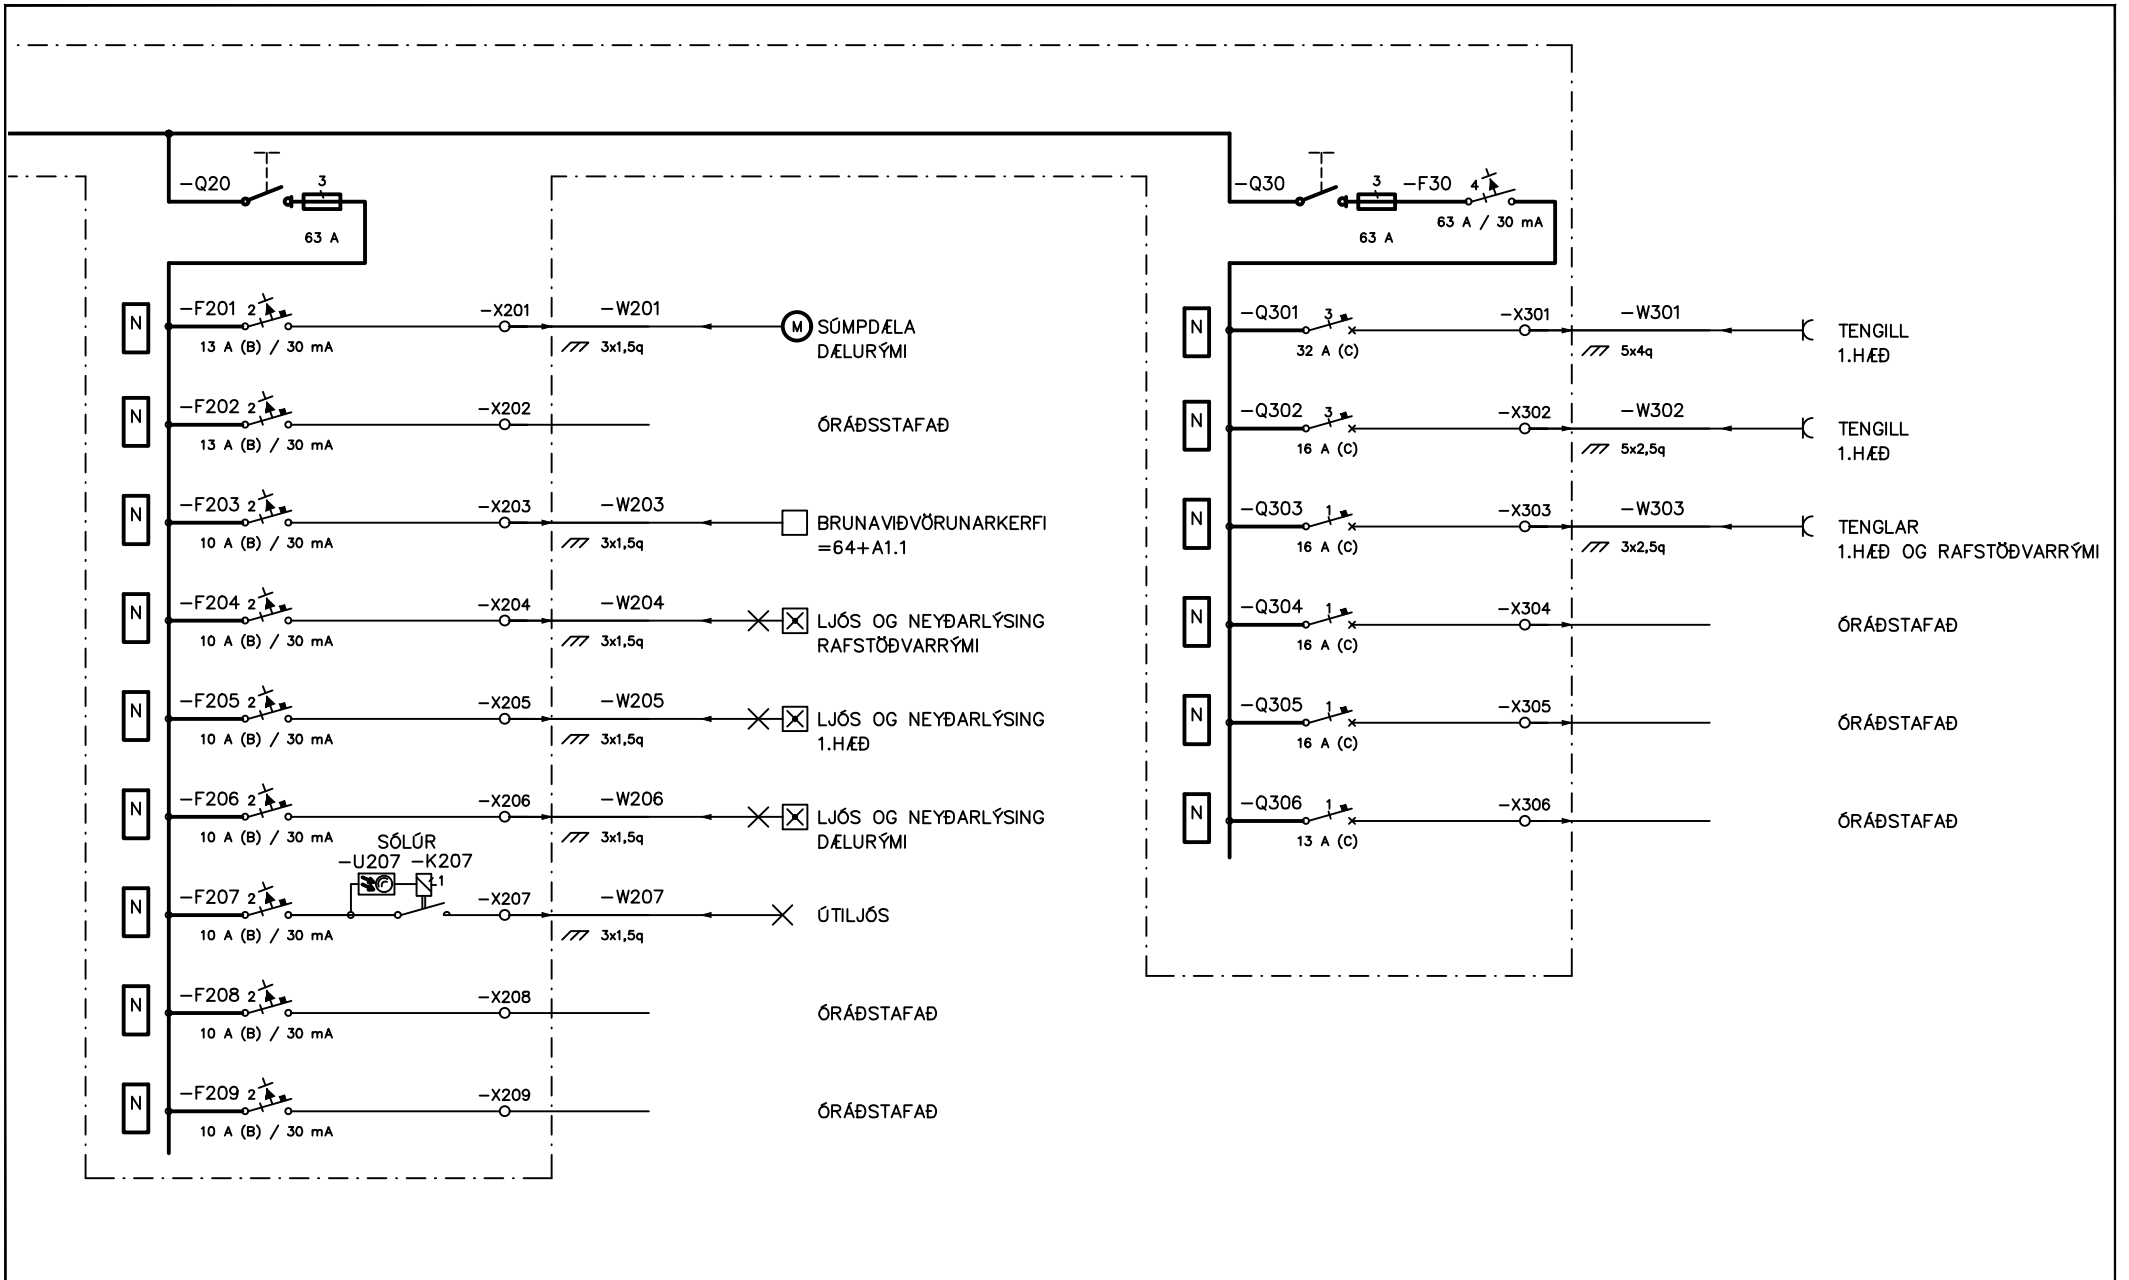 -Q20
3
63 A
N
-F201 2
13 A (B) / 30 mA
-X201
-W201
3x1,5q
M
SÚMPDÆLA
DÆLURÝMI
N
-F202 2
13 A (B) / 30 mA
-X202
ÓRÁÐSSTAFAÐ
N
-F203 2
10 A (B) / 30 mA
-X203
-W203
3x1,5q
BRUNAVIÐVÖRUNARKERFI
=64+A1.1
N
-F204 2
10 A (B) / 30 mA
-X204
-W204
3x1,5q
LJÓS OG NEYÐARLÝSING
RAFSTÖÐVARRÝMI
N
-F205 2
10 A (B) / 30 mA
-X205
-W205
3x1,5q
LJÓS OG NEYÐARLÝSING
1.HÆÐ
N
-F206 2
10 A (B) / 30 mA
-X206
-W206
3x1,5q
LJÓS OG NEYÐARLÝSING
DÆLURÝMI
SÓLÚR
-U207 -K207
1
N
-F207 2
10 A (B) / 30 mA
-X207
-W207
3x1,5q
ÚTILJÓS
N
-F208 2
10 A (B) / 30 mA
-X208
ÓRÁÐSTAFAÐ
N
-F209 2
10 A (B) / 30 mA
-X209
ÓRÁÐSTAFAÐ
-Q30
3
63 A
-F30 4
63 A / 30 mA
N
-Q301 3
32 A (C)
-X301
-W301
5x4q
TENGILL
1.HÆÐ
N
-Q302 3
16 A (C)
-X302
-W302
5x2,5q
TENGILL
1.HÆÐ
N
-Q303 1
16 A (C)
-X303
-W303
3x2,5q
TENGLAR
1.HÆÐ OG RAFSTÖÐVARRÝMI
N
-Q304 1
16 A (C)
-X304
ÓRÁÐSTAFAÐ
N
-Q305 1
16 A (C)
-X305
ÓRÁÐSTAFAÐ
N
-Q306 1
13 A (C)
-X306
ÓRÁÐSTAFAÐ